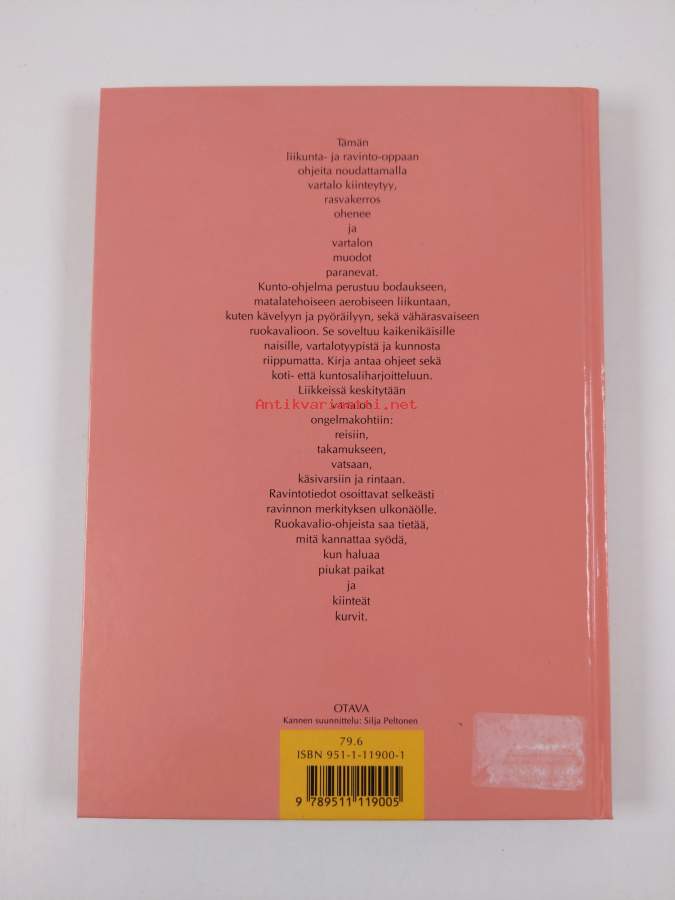 Tämän
liikunta- ja ravinto-oppaan
ohjeita noudattamalla
vartalo kiinteytyy,
rasvakerros
ohenee
ja
vartalon
muodot
paranevat.
Kunto-ohjelma perustuu bodaukseen,
matalatehoiseen aerobiseen liikuntaan,
kuten kävelyyn ja pyöräilyyn, sekä vähärasvaiseen
ruokavalioon. Se soveltuu kaikenikäisille
naisille, vartalotyypistä ja kunnosta
riippumatta. Kirja antaa ohjeet sekä
koti- että kuntosaliharjoitteluun.
Liikkeissä keskitytään
Antikvariaatti.net
ongelmakohtiin:
reisiin,
takamukseen,
vatsaan,
käsivarsiin ja rintaan.
Ravintotiedot osoittavat selkeästi
ravinnon merkityksen ulkonäölle.
Ruokavalio-ohjeista saa tietää,
mitä kannattaa syödä,
kun haluaa
piukat paikat
ja
kiinteät
kurvit.
OTAVA
Kannen suunnittelu: Silja Peltonen
79.6
ISBN 951-1-11900-1
9 789511 119005